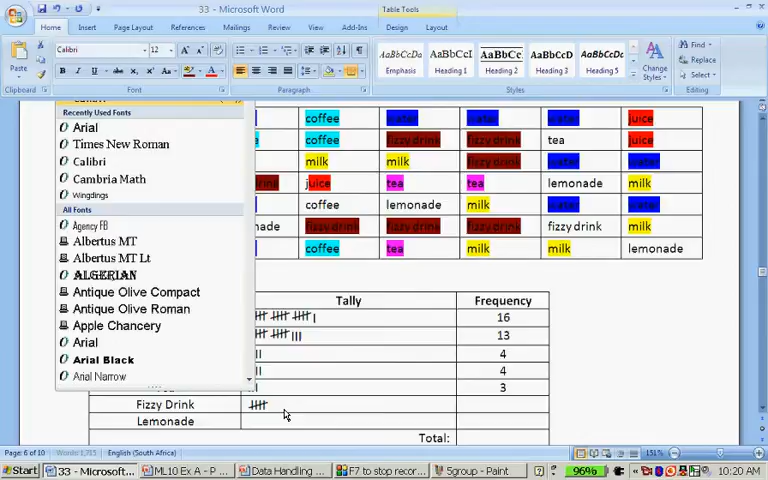 33 - Microsoft Word
Table Tools
Home Insert Page Layout References Mailings Review View Add-Ins Design Layout
Calibri 12
AaBbCcDc AaBbCcI AaBbCc AaBbCcD AaBbCc5
Find
Replace
Select
Paste
Emphasis Heading 1 Heading 2 Heading 3 Heading 5
Change
Styles
Clipboard Font Paragraph Styles Editing
Recently Used Fonts
Arial
Times New Roman
Calibri
Cambria Math
Wingdings
All Fonts
Agency FB
Albertus MT
Albertus MT Lt
ALGERIAN
Antique Olive Compact
Antique Olive Roman
Apple Chancery
Arial
Arial Black
Arial Narrow
coffee water water water juice
coffee fizzy drink fizzy drink tea juice
milk milk fizzy drink water water
juice tea tea lemonade milk
coffee lemonade milk water water
fizzy drink fizzy drink fizzy drink fizzy drink milk
coffee tea milk milk lemonade
Tally Frequency
16
13
4
4
3
Fizzy Drink
Lemonade
Total:
Page: 6 of 10 Words: 1,715 English (South Africa) 151%
Start 33 - Microsoft... ML10 Ex A - P ... Data Handling ... F7 to stop recor... 5group - Paint 96% 10:20 AM